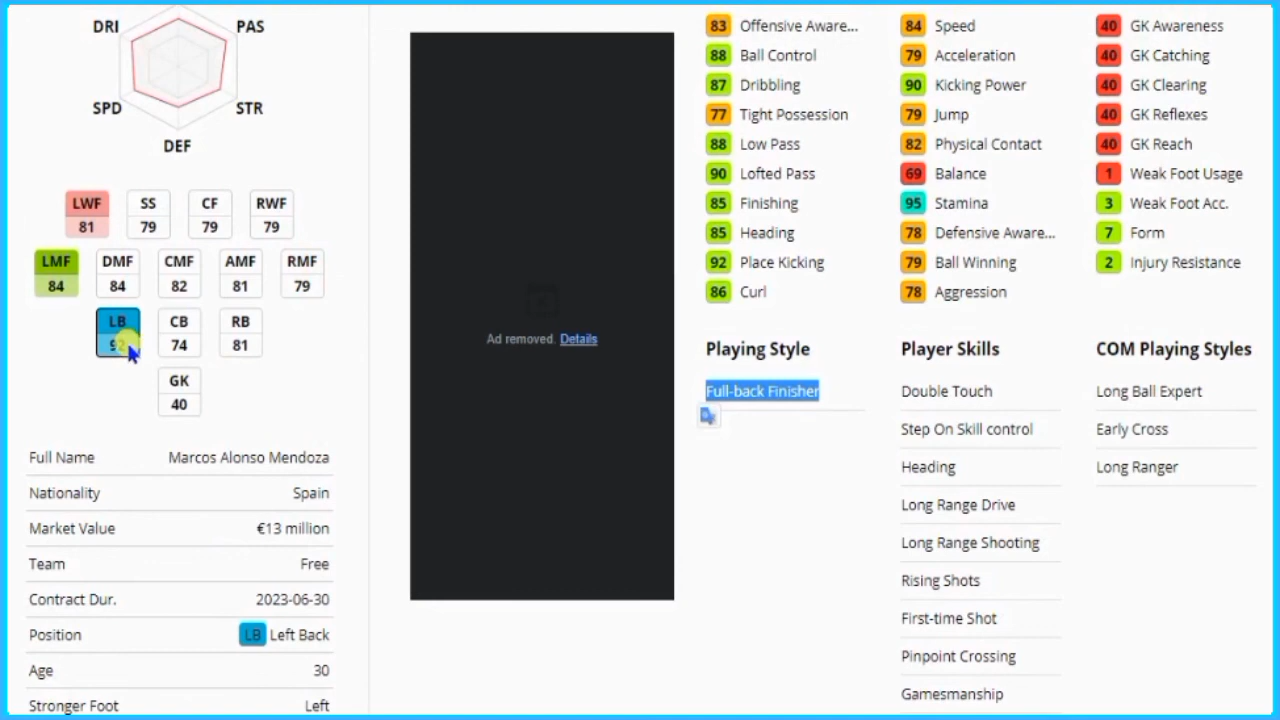 DRI
PAS
SPD
STR
DEF
LWF
81
SS
79
CF
79
RWF
79
LMF
84
DMF
84
CMF
82
AMF
81
RMF
79
LB
92
CB
74
RB
81
GK
40
Full Name Marcos Alonso Mendoza
Nationality Spain
Market Value €13 million
Team Free
Contract Dur. 2023-06-30
Position LB Left Back
Age 30
Stronger Foot Left
Ad removed. Details
83 Offensive Aware...
88 Ball Control
87 Dribbling
77 Tight Possession
88 Low Pass
90 Lofted Pass
85 Finishing
85 Heading
92 Place Kicking
86 Curl
84 Speed
79 Acceleration
90 Kicking Power
79 Jump
82 Physical Contact
69 Balance
95 Stamina
78 Defensive Aware...
79 Ball Winning
78 Aggression
40 GK Awareness
40 GK Catching
40 GK Clearing
40 GK Reflexes
40 GK Reach
1 Weak Foot Usage
3 Weak Foot Acc.
7 Form
2 Injury Resistance
Playing Style
Full-back Finisher
Player Skills
Double Touch
Step On Skill control
Heading
Long Range Drive
Long Range Shooting
Rising Shots
First-time Shot
Pinpoint Crossing
Gamesmanship
COM Playing Styles
Long Ball Expert
Early Cross
Long Ranger